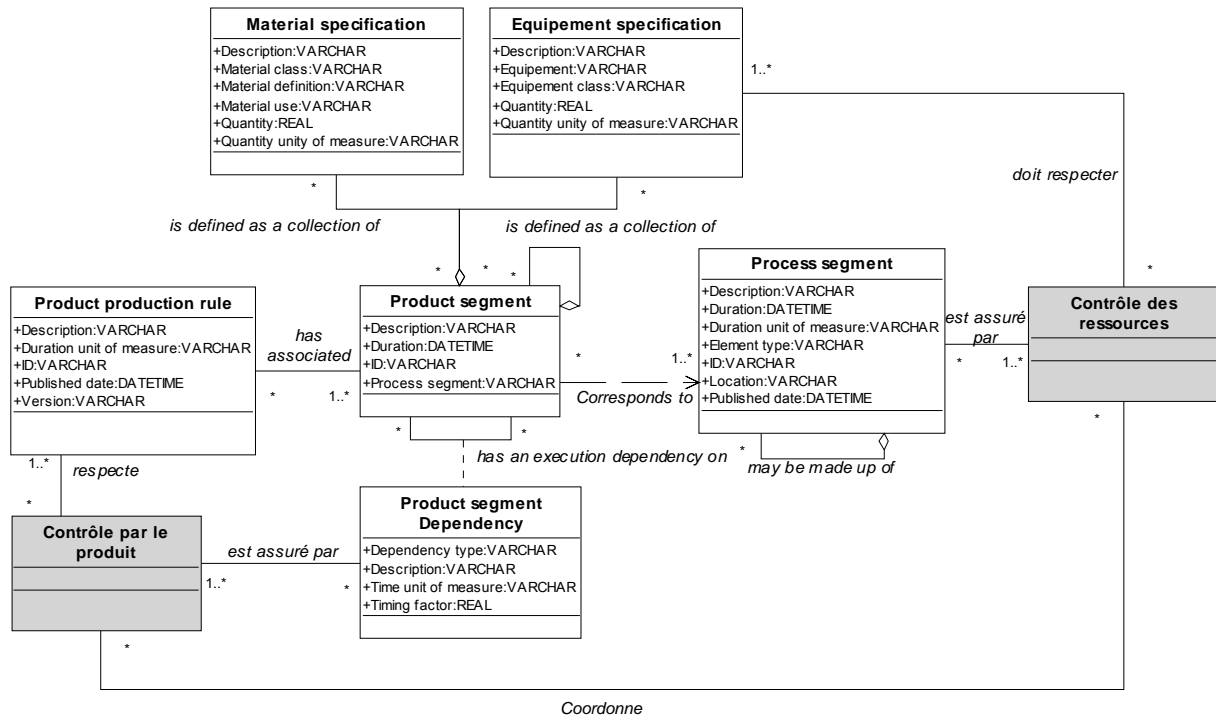 Material specification
+Description:VARCHAR
+Material class:VARCHAR
+Material definition:VARCHAR
+Material use:VARCHAR
+Quantity:REAL
+Quantity unity of measure:VARCHAR
Equipement specification
+Description:VARCHAR
+Equipement:VARCHAR
+Equipement class:VARCHAR
+Quantity:REAL
+Quantity unity of measure:VARCHAR
1..*
doit respecter
*
*
*
is defined as a collection of
is defined as a collection of
*
*
*
Product production rule
+Description:VARCHAR
+Duration unit of measure:VARCHAR
+ID:VARCHAR
+Published date:DATETIME
+Version:VARCHAR
has
associated
*
1..*
Product segment
+Description:VARCHAR
+Duration:DATETIME
+ID:VARCHAR
+Process segment:VARCHAR
*
1..*
Corresponds to
Process segment
+Description:VARCHAR
+Duration:DATETIME
+Duration unit of measure:VARCHAR
+Element type:VARCHAR
+ID:VARCHAR
+Location:VARCHAR
+Published date:DATETIME
est assuré
par
*
1..*
Contrôle des
ressources
*
*
*
has an execution dependency on
*
may be made up of
1..*
respecte
*
Contrôle par le
produit
est assuré par
1..*
*
Product segment
Dependency
+Dependency type:VARCHAR
+Description:VARCHAR
+Time unit of measure:VARCHAR
+Timing factor:REAL
*
Coordonne